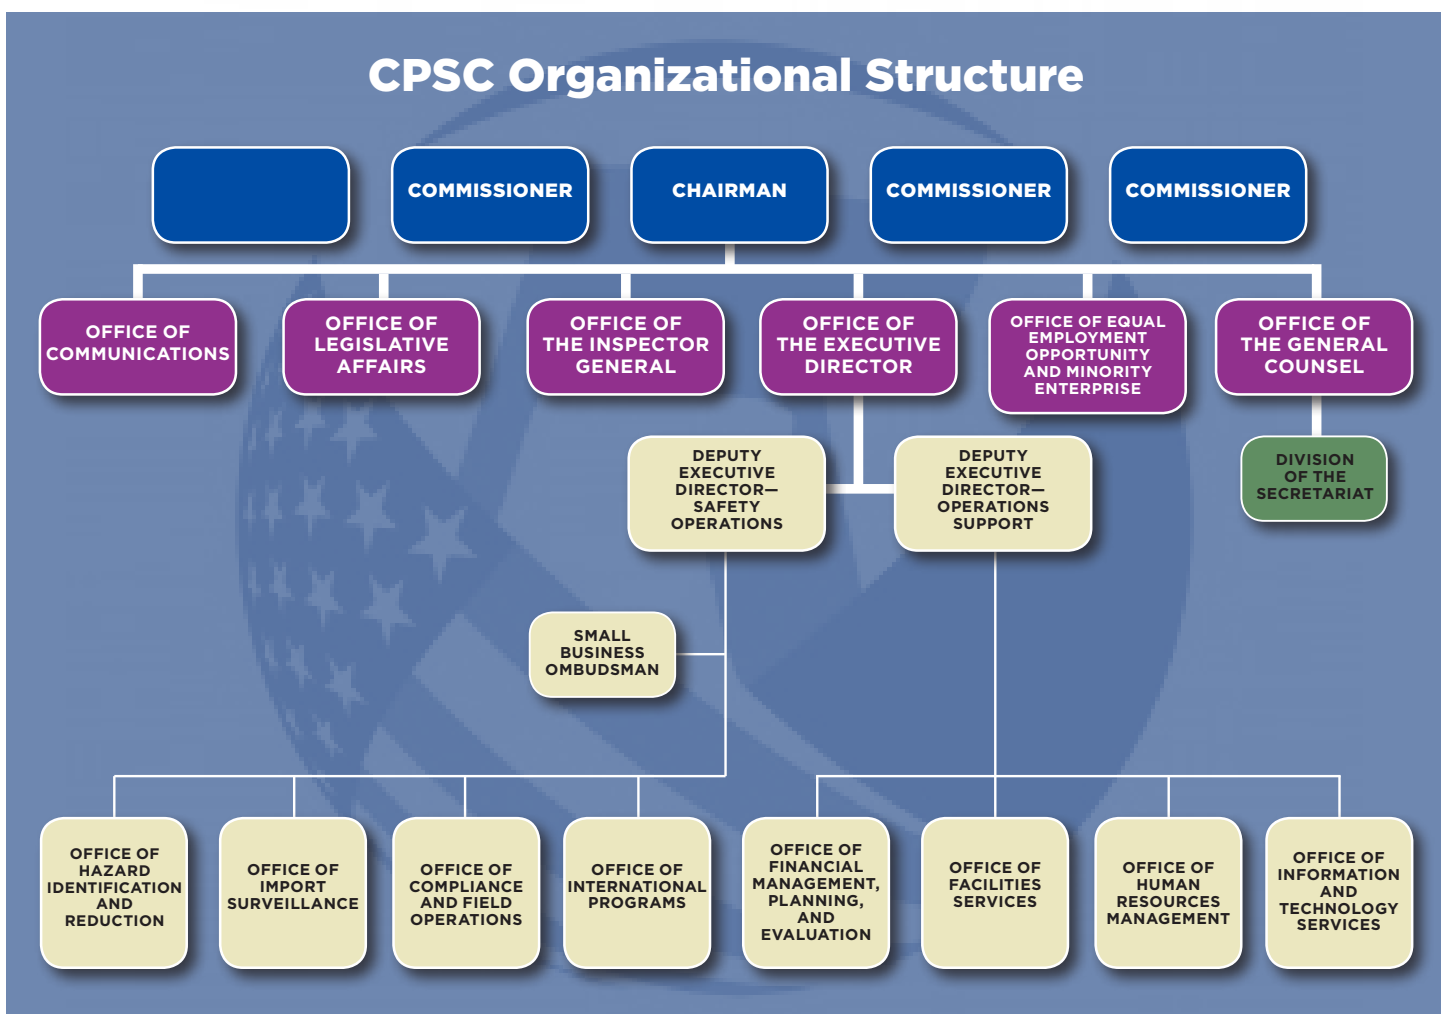 CPSC Organizational Structure
COMMISSIONER
CHAIRMAN
COMMISSIONER
COMMISSIONER
OFFICE OF
COMMUNICATIONS
OFFICE OF
LEGISLATIVE
AFFAIRS
OFFICE OF
THE INSPECTOR
GENERAL
OFFICE OF
THE EXECUTIVE
DIRECTOR
OFFICE OF EQUAL
EMPLOYMENT
OPPORTUNITY
AND MINORITY
ENTERPRISE
OFFICE OF
THE GENERAL
COUNSEL
DEPUTY
EXECUTIVE
DIRECTOR—
SAFETY
OPERATIONS
DEPUTY
EXECUTIVE
DIRECTOR—
OPERATIONS
SUPPORT
DIVISION
OF THE
SECRETARIAT
SMALL
BUSINESS
OMBUDSMAN
OFFICE OF
HAZARD
IDENTIFICATION
AND
REDUCTION
OFFICE OF
IMPORT
SURVEILLANCE
OFFICE OF
COMPLIANCE
AND FIELD
OPERATIONS
OFFICE OF
INTERNATIONAL
PROGRAMS
OFFICE OF
FINANCIAL
MANAGEMENT,
PLANNING,
AND
EVALUATION
OFFICE OF
FACILITIES
SERVICES
OFFICE OF
HUMAN
RESOURCES
MANAGEMENT
OFFICE OF
INFORMATION
AND
TECHNOLOGY
SERVICES